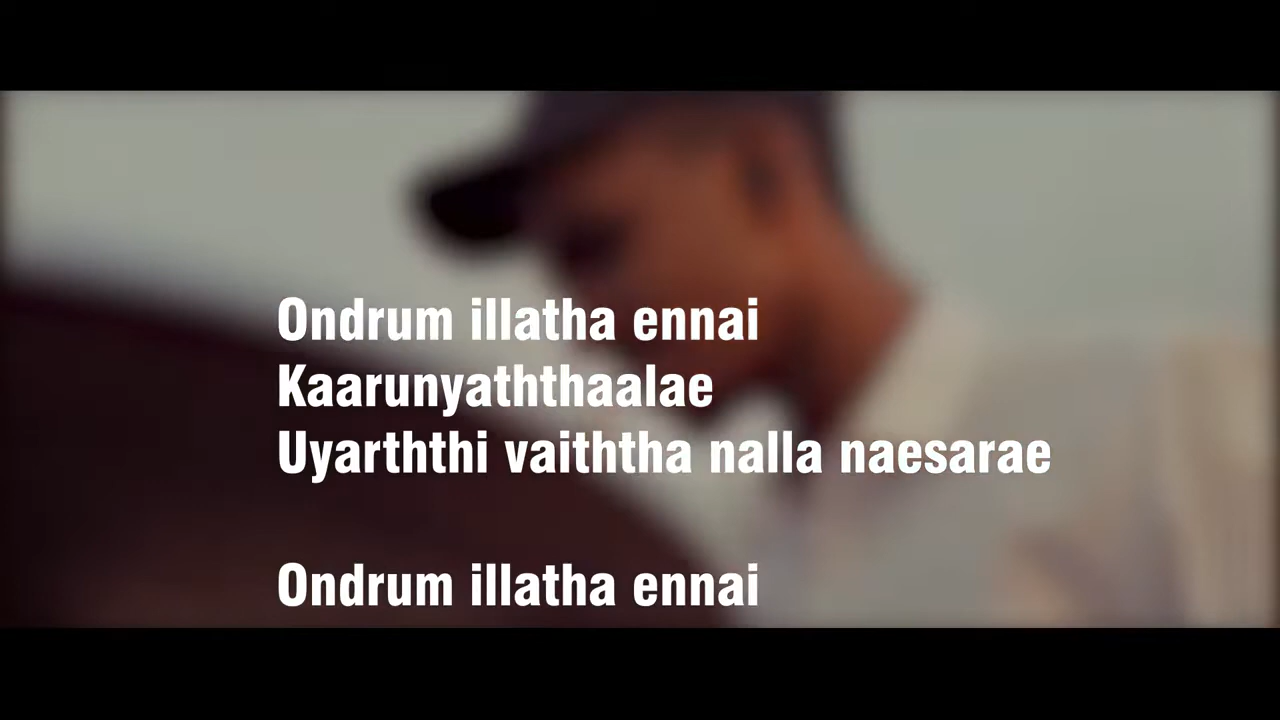 Ondrum illatha ennai
Kaarunyaththaalae
Uyarththi vaiththa nalla naesarae
Ondrum illatha ennai